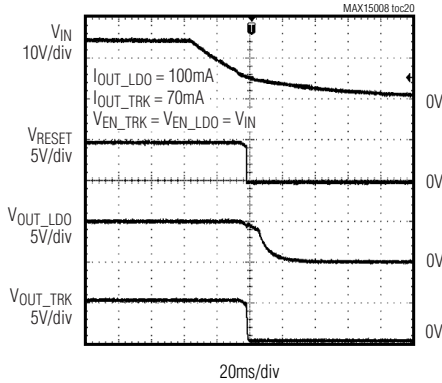 MAX15008 toc20
VIN
10V/div
IOUT_LDO = 100mA
IOUT_TRK = 70mA
VEN_TRK = VEN_LDO = VIN
0V
VRESET
5V/div
0V
VOUT_LDO
5V/div
0V
VOUT_TRK
5V/div
0V
20ms/div